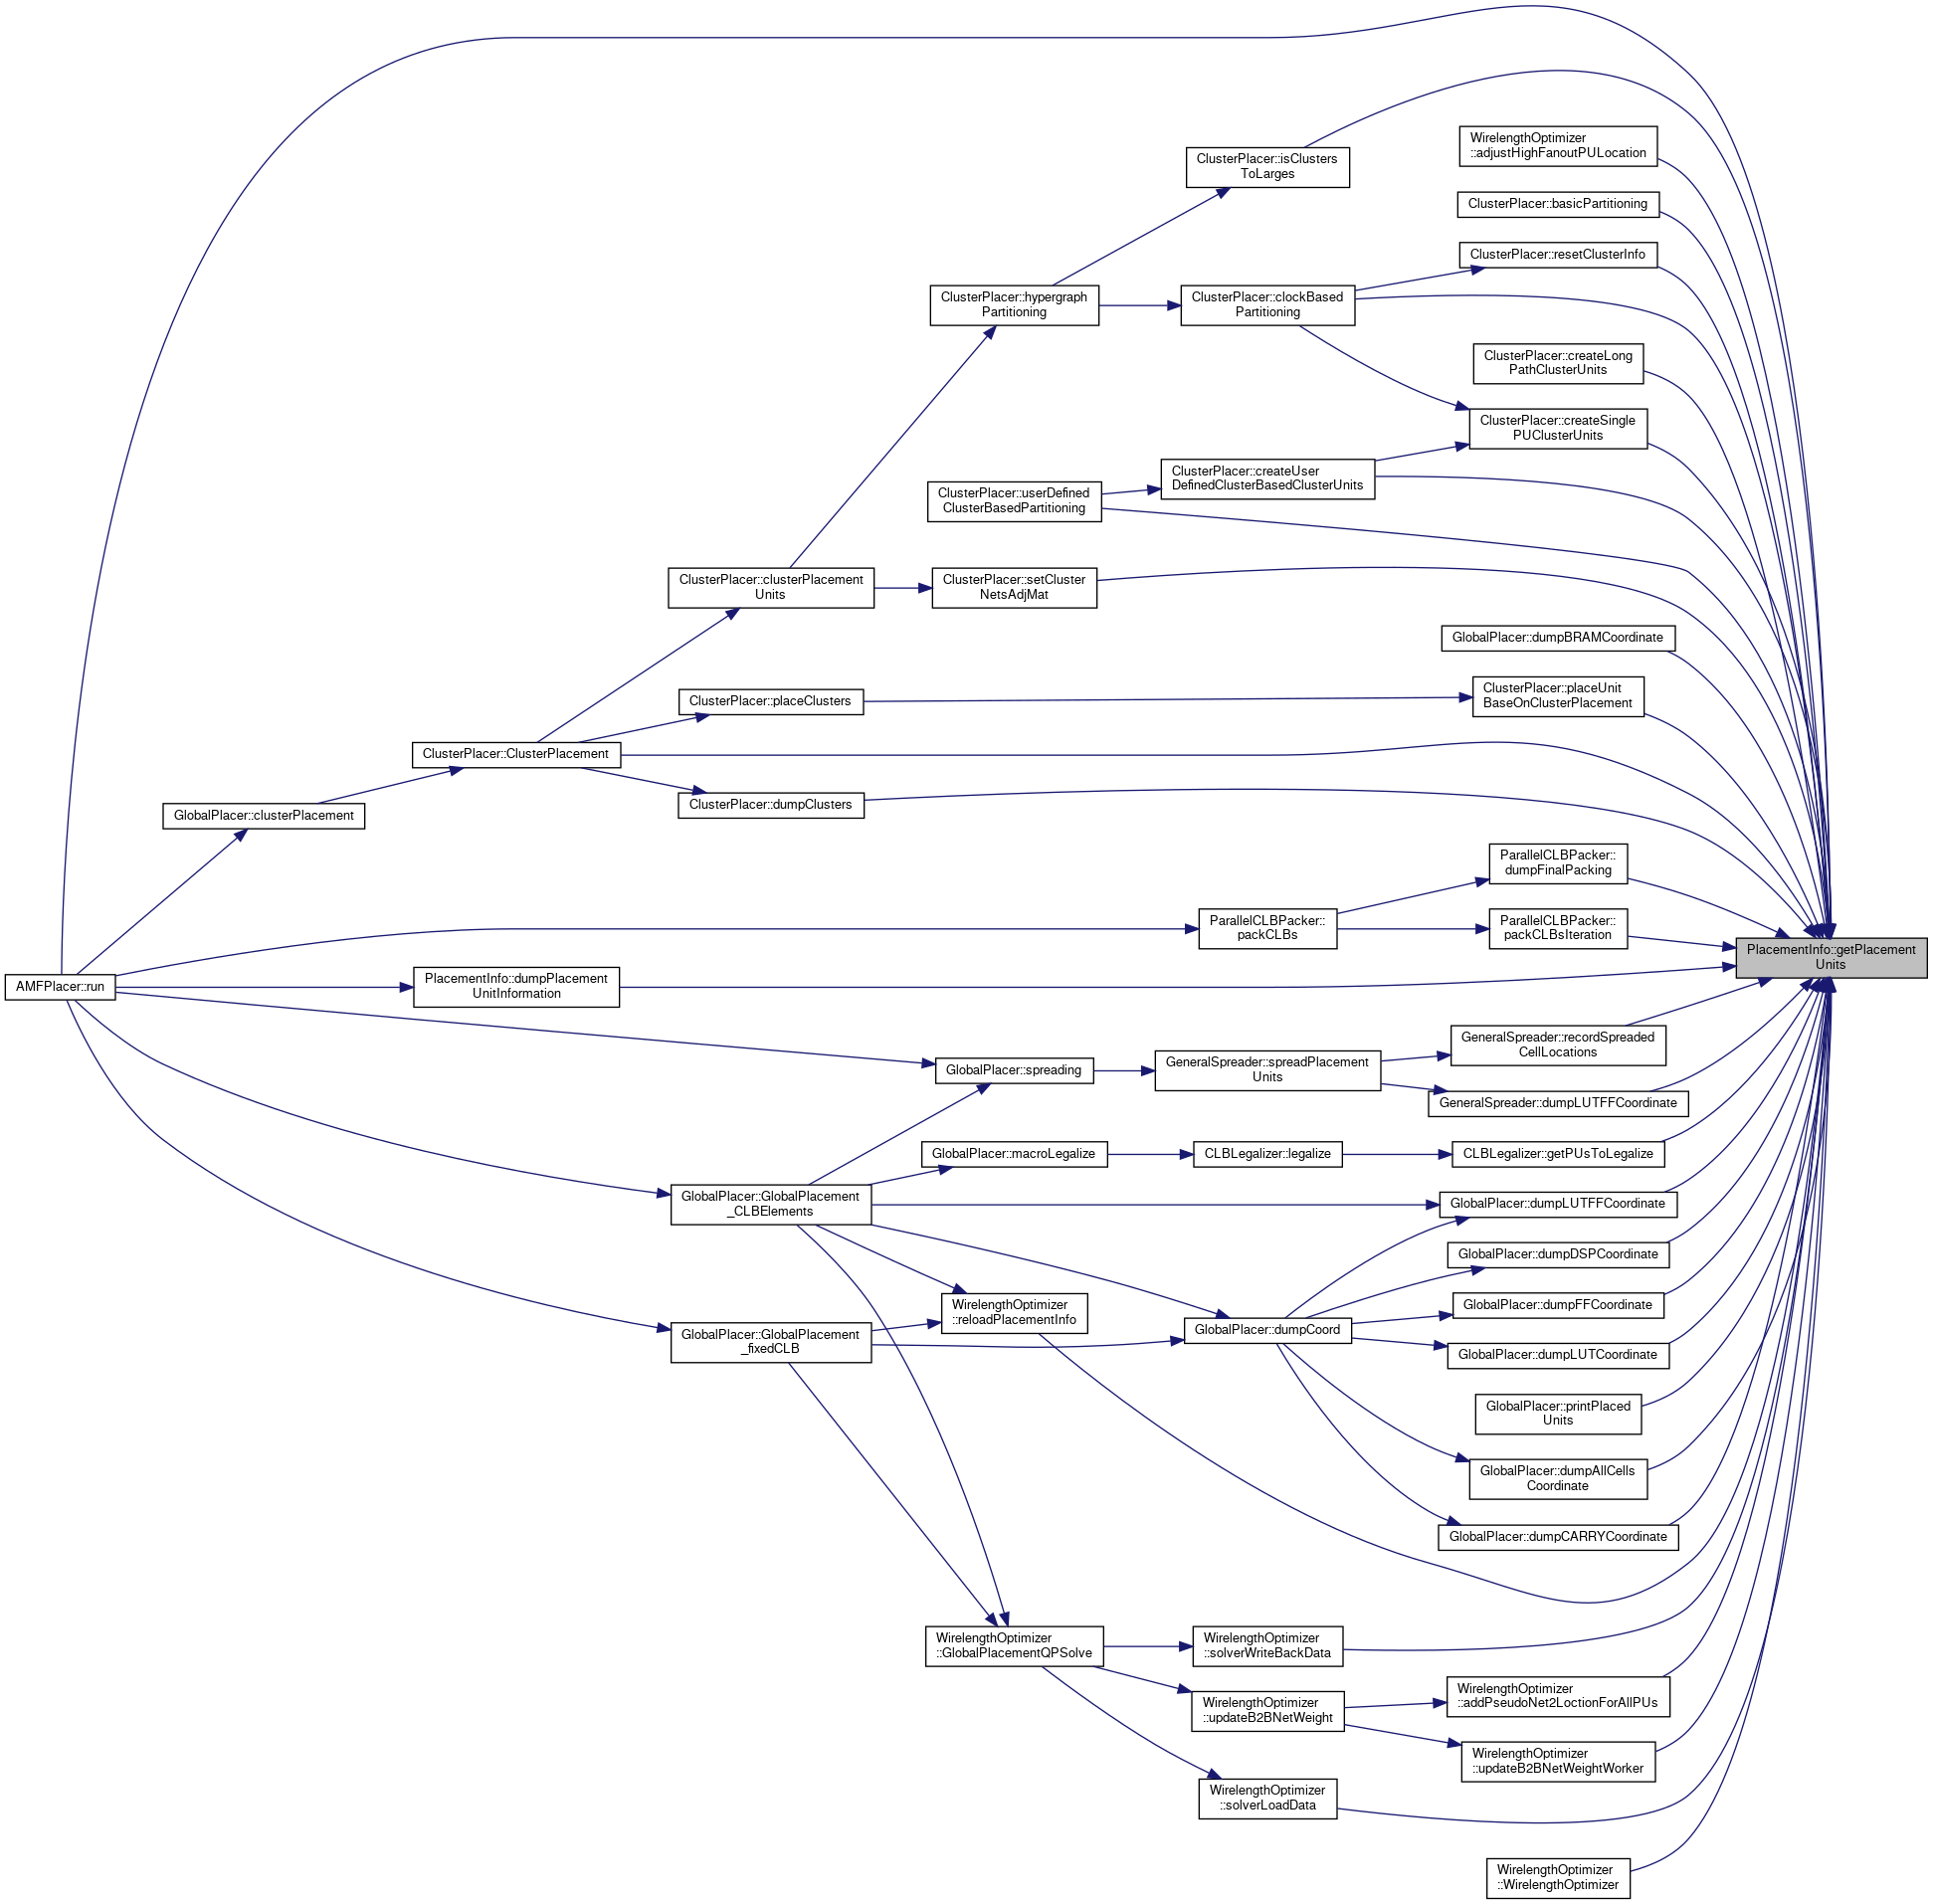 ClusterPlacer::isClusters
ToLarges
WirelengthOptimizer
::adjustHighFanoutPULocation
ClusterPlacer::basicPartitioning
ClusterPlacer::resetClusterInfo
ClusterPlacer::hypergraph
Partitioning
ClusterPlacer::clockBased
Partitioning
ClusterPlacer::createLong
PathClusterUnits
ClusterPlacer::createSingle
PUClusterUnits
ClusterPlacer::createUser
DefinedClusterBasedClusterUnits
ClusterPlacer::userDefined
ClusterBasedPartitioning
ClusterPlacer::clusterPlacement
Units
ClusterPlacer::setCluster
NetsAdjMat
GlobalPlacer::dumpBRAMCoordinate
ClusterPlacer::placeClusters
ClusterPlacer::placeUnit
BaseOnClusterPlacement
ClusterPlacer::ClusterPlacement
ClusterPlacer::dumpClusters
GlobalPlacer::clusterPlacement
ParallelCLBPacker::
dumpFinalPacking
ParallelCLBPacker::
packCLBs
ParallelCLBPacker::
packCLBsIteration
PlacementInfo::getPlacement
Units
AMFPlacer::run
PlacementInfo::dumpPlacement
UnitInformation
GeneralSpreader::recordSpreaded
CellLocations
GlobalPlacer::spreading
GeneralSpreader::spreadPlacement
Units
GeneralSpreader::dumpLUTFFCoordinate
GlobalPlacer::macroLegalize
CLBLegalizer::legalize
CLBLegalizer::getPUsToLegalize
GlobalPlacer::GlobalPlacement
_CLBElements
GlobalPlacer::dumpLUTFFCoordinate
GlobalPlacer::dumpDSPCoordinate
WirelengthOptimizer
::reloadPlacementInfo
GlobalPlacer::dumpFFCoordinate
GlobalPlacer::GlobalPlacement
_fixedCLB
GlobalPlacer::dumpCoord
GlobalPlacer::dumpLUTCoordinate
GlobalPlacer::printPlaced
Units
GlobalPlacer::dumpAllCells
Coordinate
GlobalPlacer::dumpCARRYCoordinate
WirelengthOptimizer
::GlobalPlacementQPSolve
WirelengthOptimizer
::solverWriteBackData
WirelengthOptimizer
::addPseudoNet2LoctionForAllPUs
WirelengthOptimizer
::updateB2BNetWeight
WirelengthOptimizer
::updateB2BNetWeightWorker
WirelengthOptimizer
::solverLoadData
WirelengthOptimizer
::WirelengthOptimizer